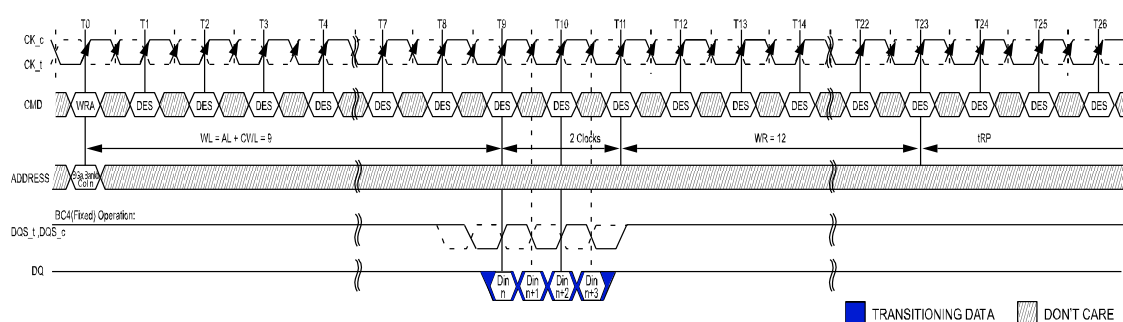 T0 T1 T2 T3 T4 T7 T8 T9 T10 T11 T12 T13 T14 T22 T23 T24 T25 T26
CK_c
CK_t
CMD WRA DES DES DES DES DES DES DES DES DES DES DES DES DES DES DES DES DES
WL = AL + CWL = 9 2 Clocks WR = 12 tRP
ADDRESS Col n
BC4(Fixed) Operation:
DQS_t ,DQS_c
DQ Din n Din n+1 Din n+2 Din n+3
TRANSITIONING DATA DON'T CARE